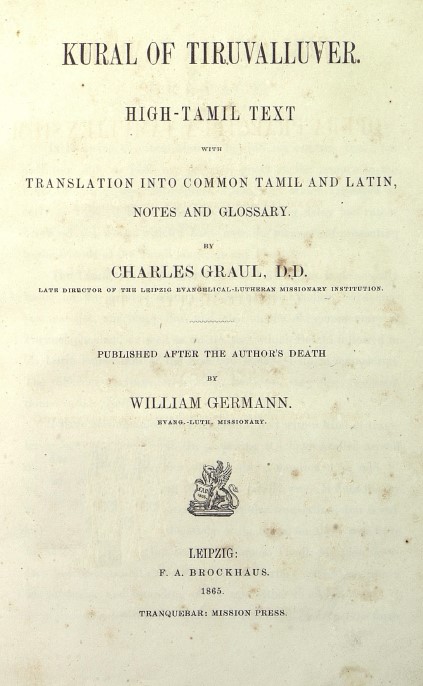 KURAL OF TIRUVALLUVER.
HIGH-TAMIL TEXT
WITH
TRANSLATION INTO COMMON TAMIL AND LATIN,
NOTES AND GLOSSARY.
BY
CHARLES GRAUL, D.D.
LATE DIRECTOR OF THE LEIPZIG EVANGELICAL-LUTHERAN MISSIONARY INSTITUTION.
PUBLISHED AFTER THE AUTHOR'S DEATH
BY
WILLIAM GERMANN.
EVANG.-LUTH. MISSIONARY.
LEIPZIG:
F. A. BROCKHAUS.
1865.
TRANQUEBAR: MISSION PRESS.